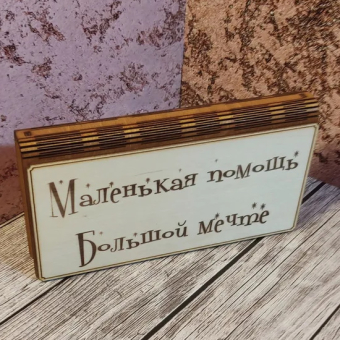 Маленькая помощь
Большой мечте